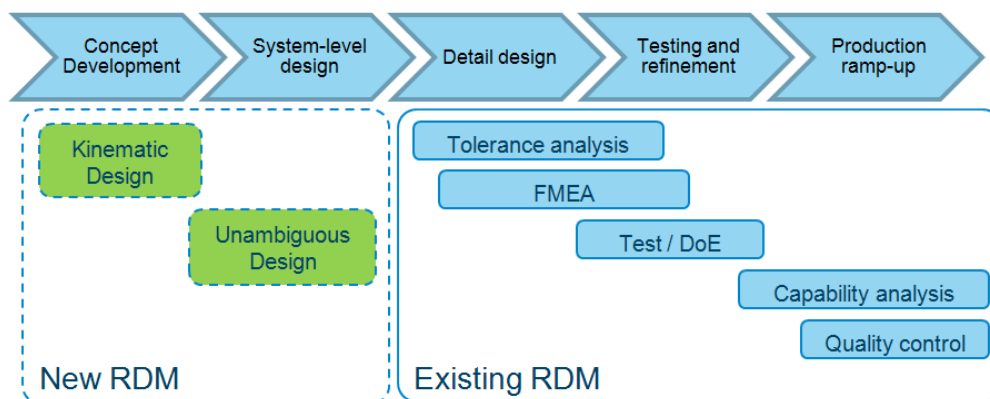 Concept
Development
System-level
design
Detail design
Testing and
refinement
Production
ramp-up
Kinematic
Design
Unambiguous
Design
Tolerance analysis
FMEA
Test / DoE
Capability analysis
Quality control
New RDM
Existing RDM